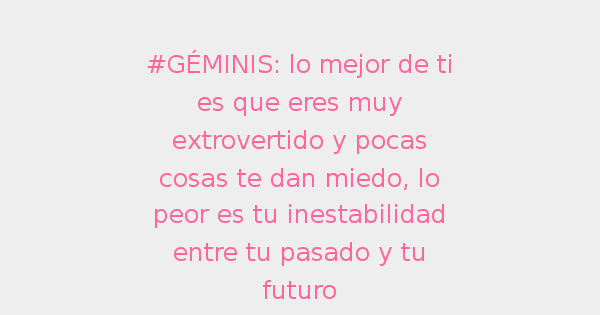 #GÉMINIS: lo mejor de ti
es que eres muy
extrovertido y pocas
cosas te dan miedo, lo
peor es tu inestabilidad
entre tu pasado y tu
futuro